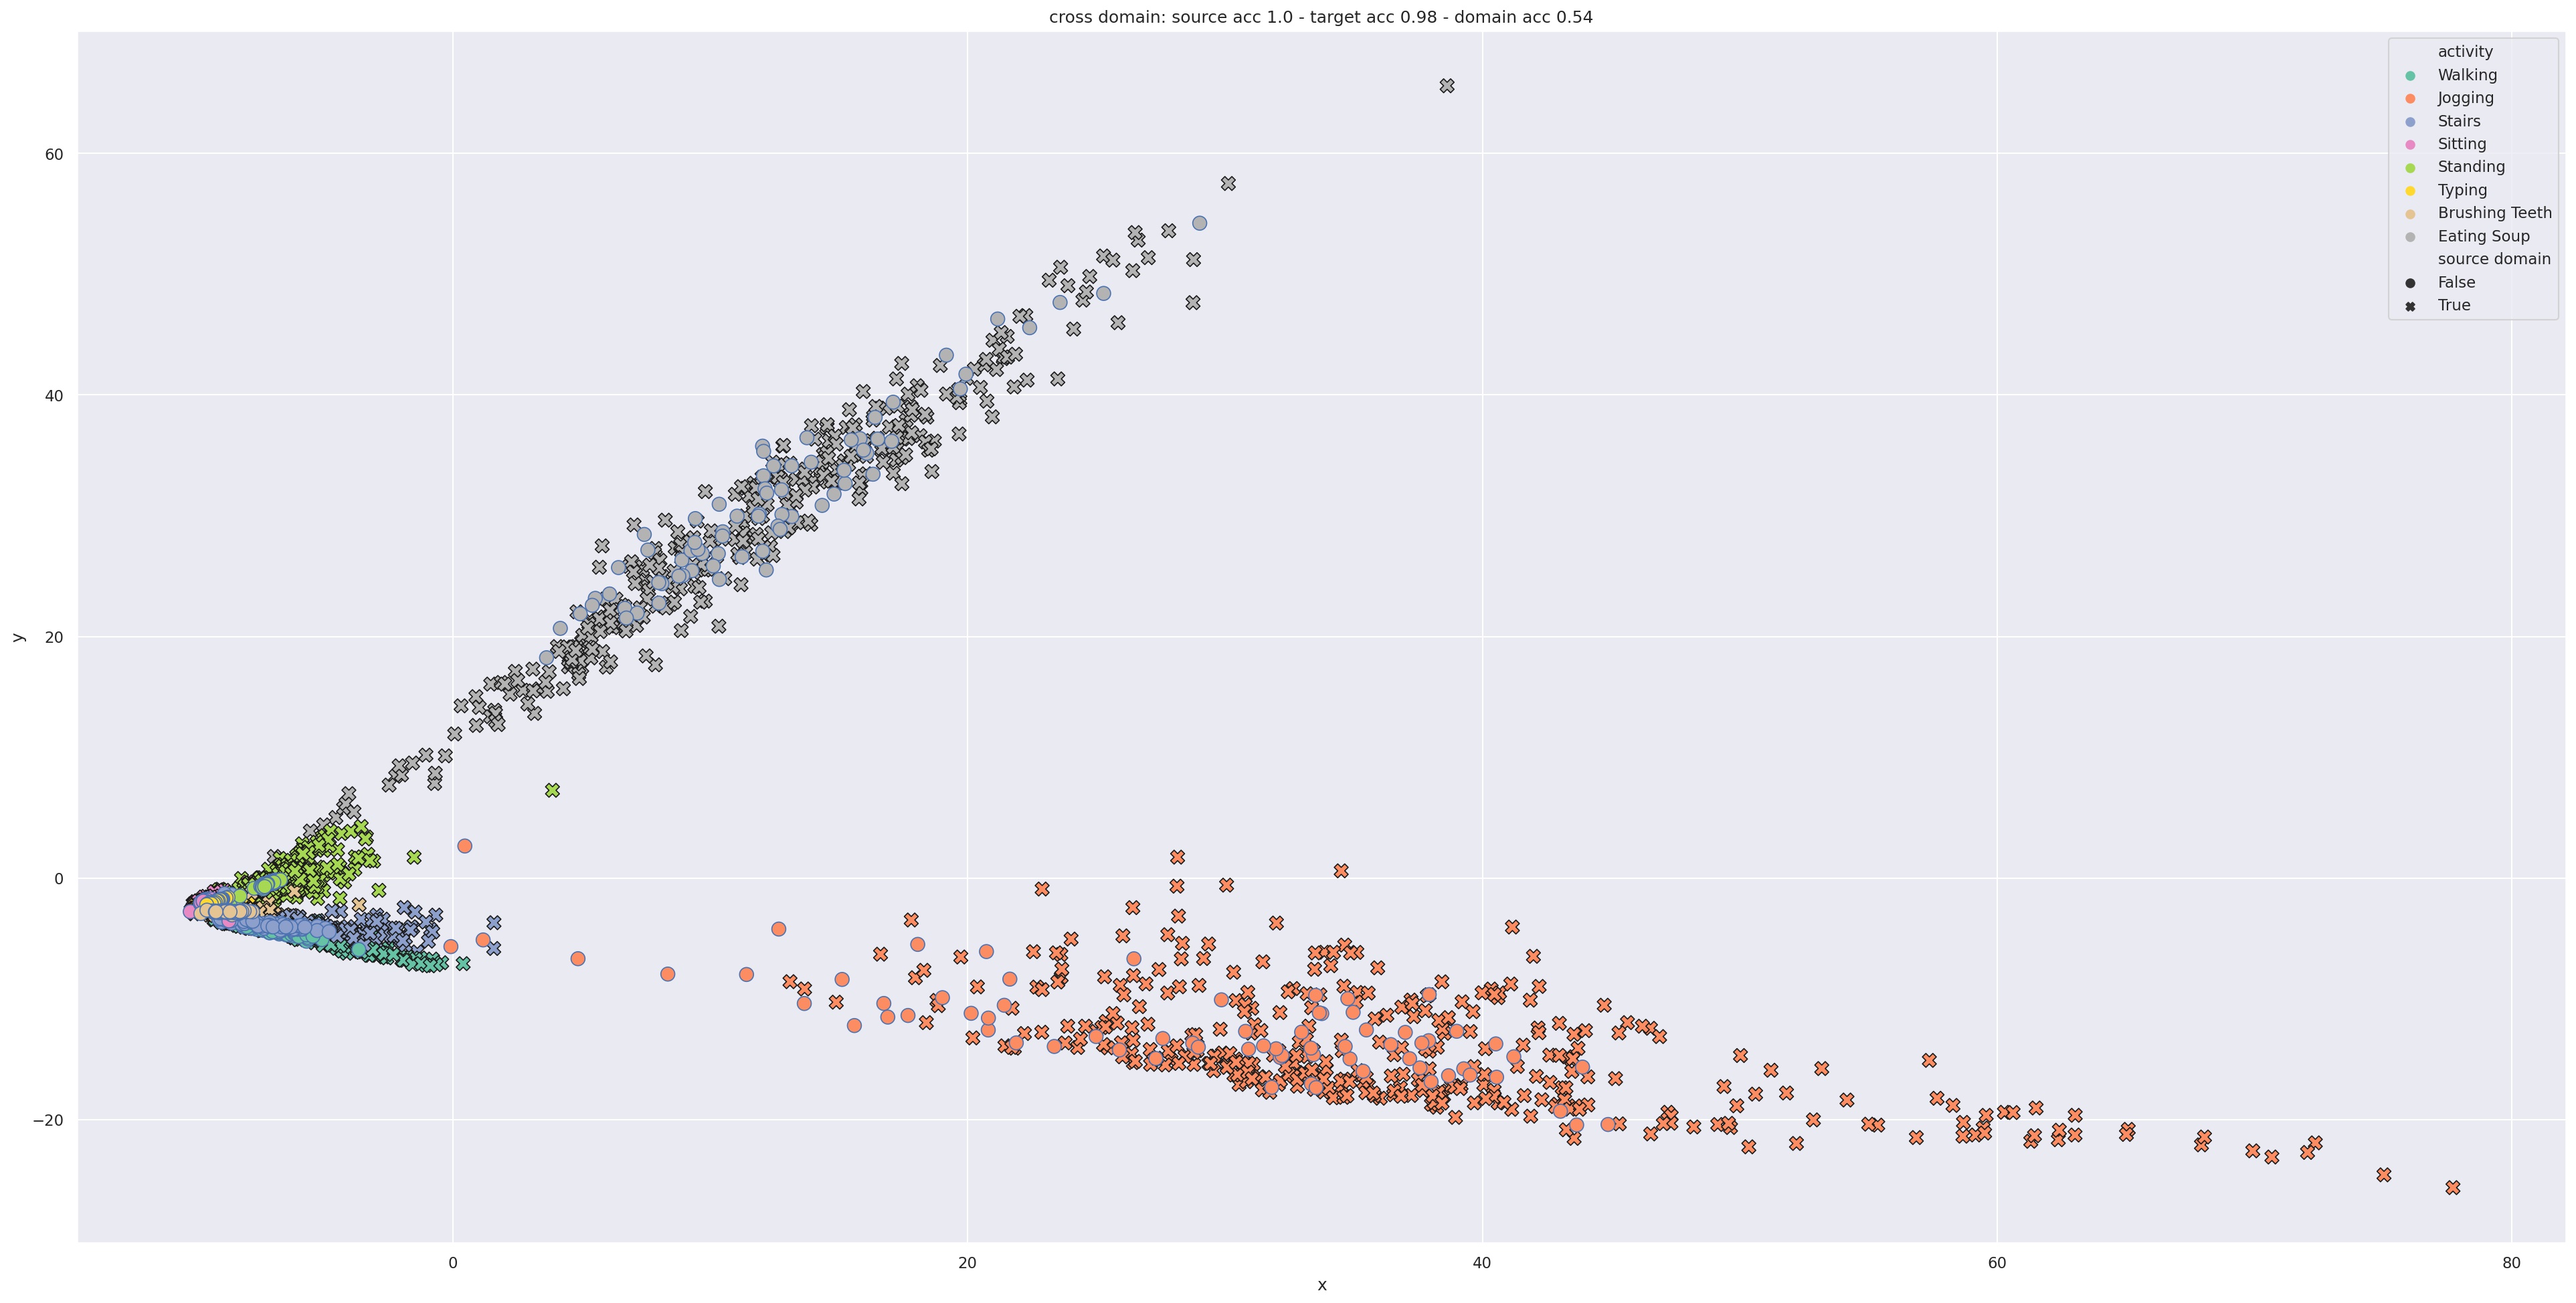 cross domain: source acc 1.0 - target acc 0.98 - domain acc 0.54
activity
Walking
Jogging
Stairs
Sitting
Standing
Typing
Brushing Teeth
Eating Soup
source domain
False
True
60
40
20
0
−20
y
0
20
40
60
80
x